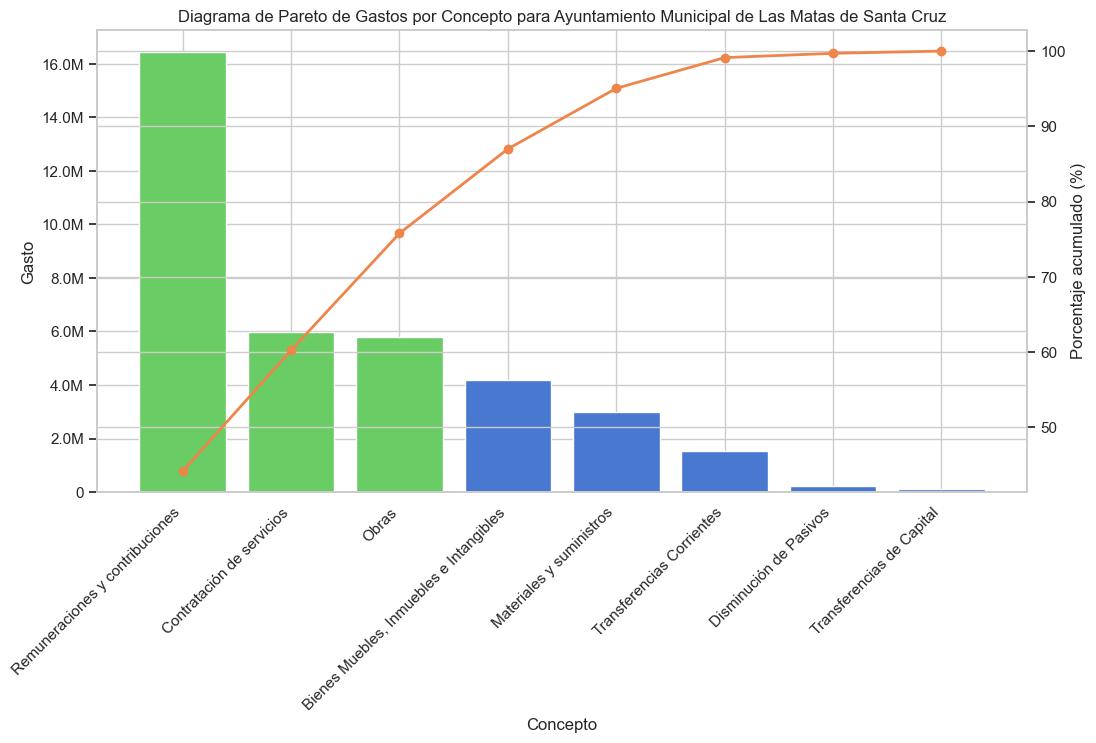 Diagrama de Pareto de Gastos por Concepto para Ayuntamiento Municipal de Las Matas de Santa Cruz
16.0M
14.0M
12.0M
10.0M
8.0M
6.0M
4.0M
2.0M
0
Gasto
100
90
80
70
60
50
Porcentaje acumulado (%)
Remuneraciones y contribuciones
Contratación de servicios
Obras
Bienes Muebles, Inmuebles e Intangibles
Materiales y suministros
Transferencias Corrientes
Disminución de Pasivos
Transferencias de Capital
Concepto